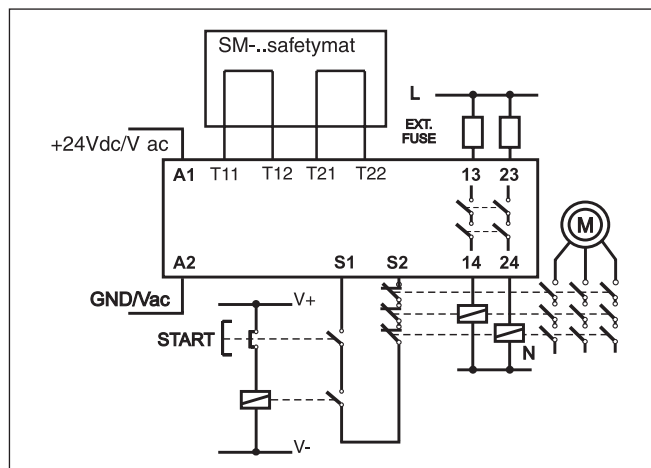 SM-..safetymat
L
EXT.
FUSE
+24Vdc/V ac
A1 T11 T12 T21 T22 13 23
M
A2 S1 S2 14 24
GND/Vac
V+
START
N
V-